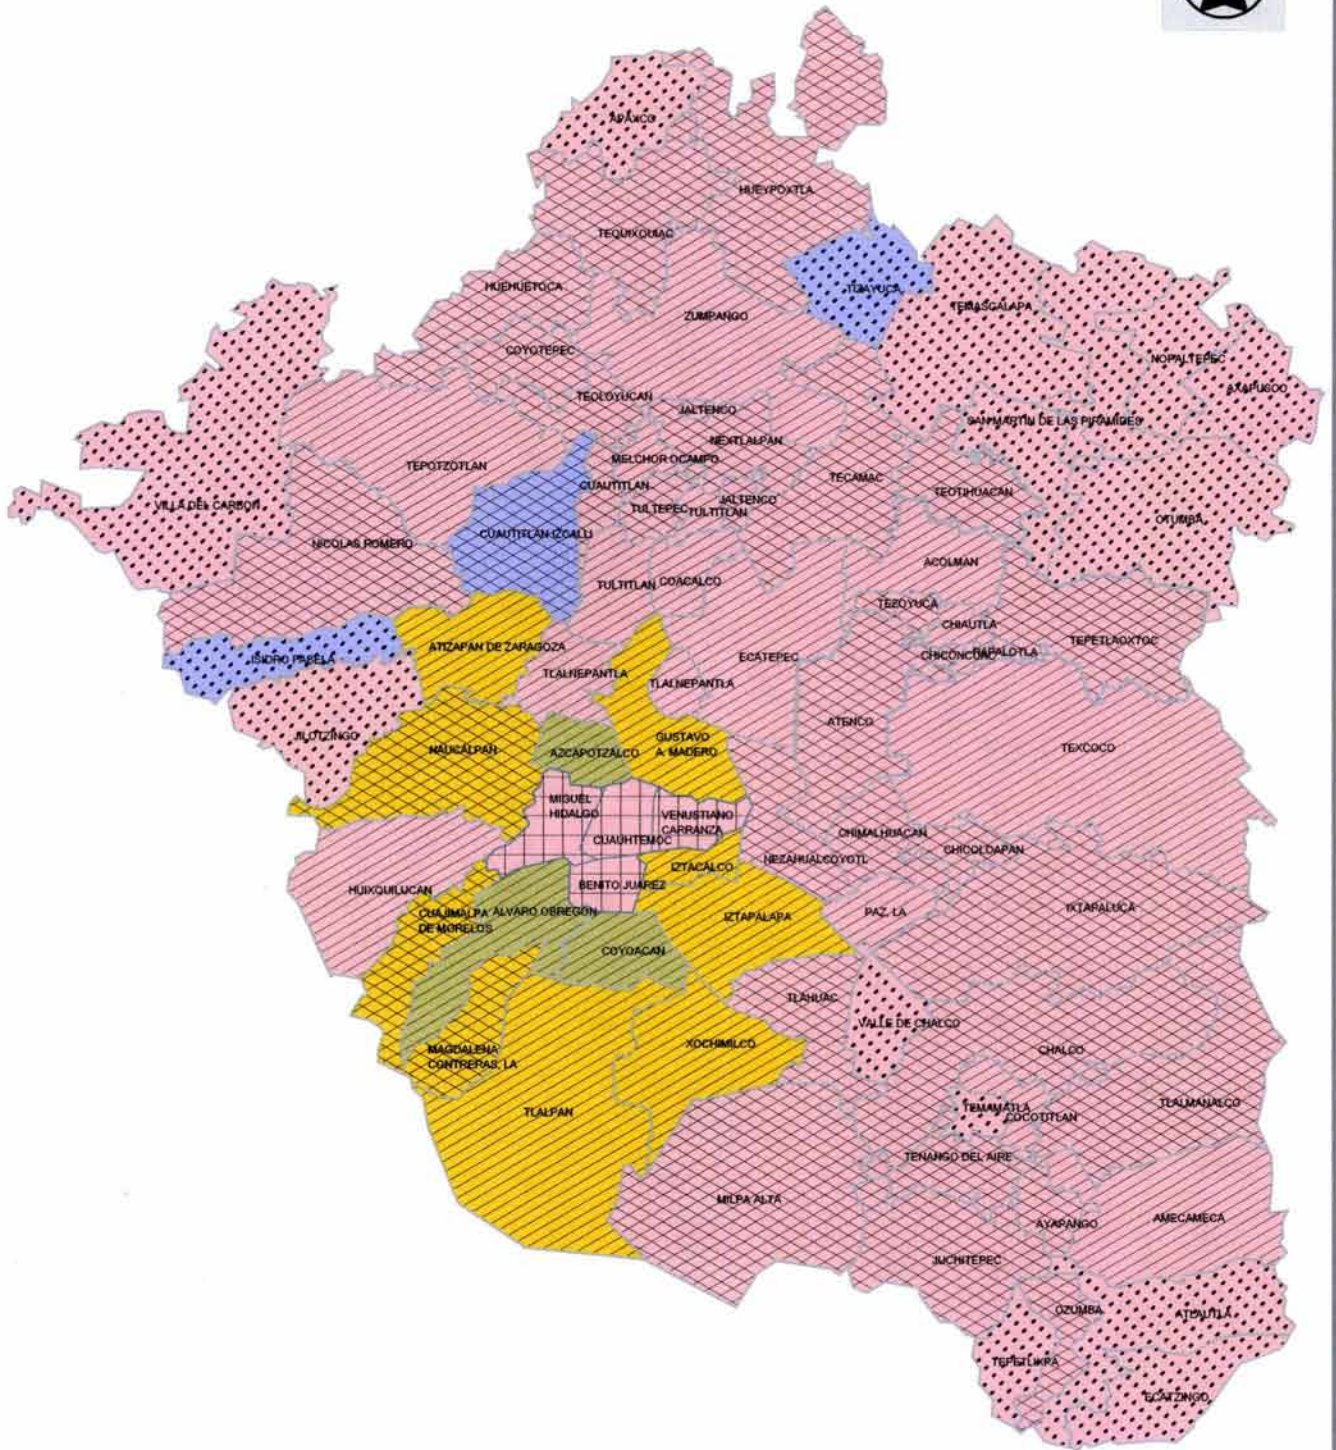 APAXCO
HUEYPOXTLA
TEQUIXQUIAC
HUEHUETOCA
TIZAYUCA
TEMASCALAPA
ZUMPANGO
COYOTEPEC
NOPALTEPEC
AXAPUSCO
TEOLOYUCAN
JALTENCO
SAN MARTIN DE LAS PIRAMIDES
NEXTLALPAN
MELCHOR OCAMPO
TEPOTZOTLAN
TECAMAC
CUAUTITLAN
TEOTIHUACAN
VILLA DEL CARBON
JALTENCO
TULTEPEC
TULTITLAN
OTUMBA
CUAUTITLAN IZCALLI
NICOLAS ROMERO
ACOLMAN
TULTITLAN
COACALCO
TEZOYUCA
CHIAUTLA
TEPETLAOXTOC
ATIZAPAN DE ZARAGOZA
PAPALOTLA
CHICONCUAC
ISIDRO FABELA
ECATEPEC
TLALNEPANTLA
TLALNEPANTLA
ATENCO
JILOTZINGO
GUSTAVO
A. MADERO
NAUCALPAN
AZCAPOTZALCO
TEXCOCO
MIGUEL
HIDALGO
VENUSTIANO
CARRANZA
CUAUHTEMOC
CHIMALHUACAN
CHICOLOAPAN
NEZAHUALCOYOTL
IZTACALCO
BENITO JUAREZ
HUIXQUILUCAN
CUAJIMALPA
DE MORELOS
ALVARO OBREGON
IZTAPALAPA
PAZ, LA
IXTAPALUCA
COYOACAN
TLAHUAC
VALLE DE CHALCO
XOCHIMILCO
MAGDALENA
CONTRERAS, LA
CHALCO
TLALPAN
TEMAMATLA
COCOTITLAN
TLALMANALCO
TENANGO DEL AIRE
MILPA ALTA
AYAPANGO
AMECAMECA
JUCHITEPEC
OZUMBA
ATLAUTLA
TEPETLIXPA
ECATZINGO